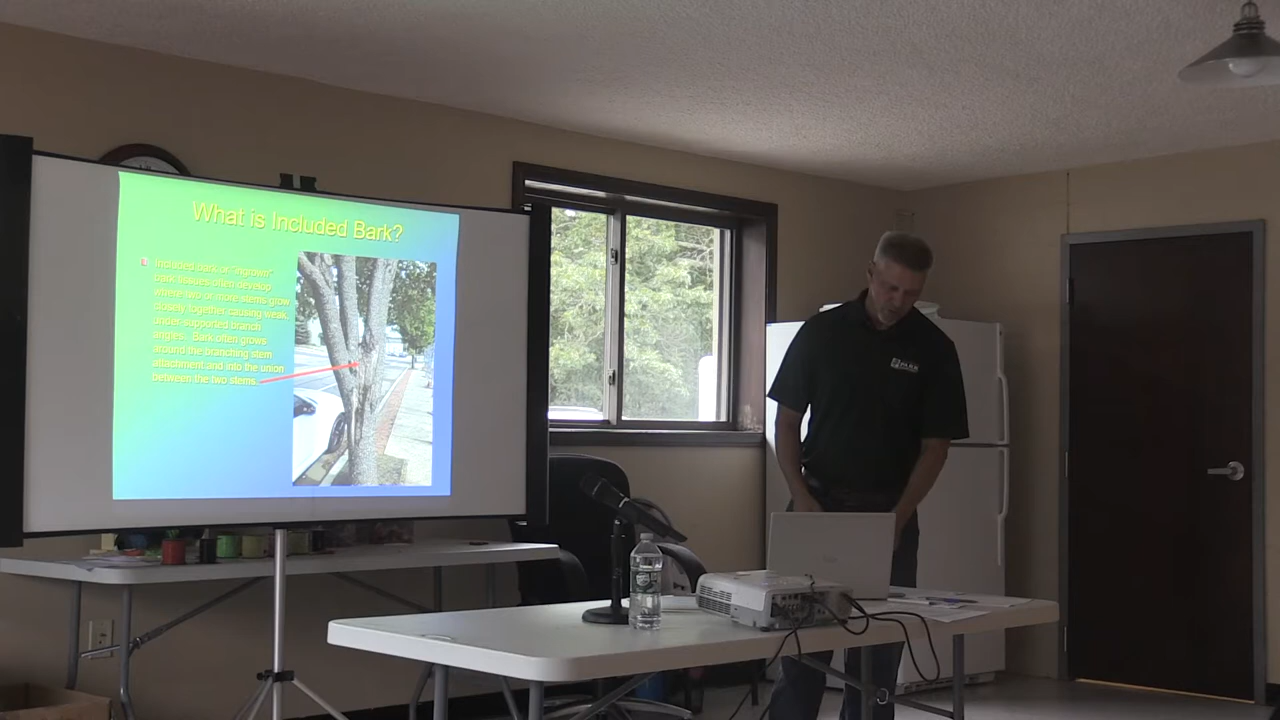 What is Included Bark?
Included bark or "ingrown"
bark tissues often develop
where two or more stems grow
closely together causing weak,
under-supported branch
angles. Bark often grows
around the branching stem
attachment and into the union
between the two stems.
PARK